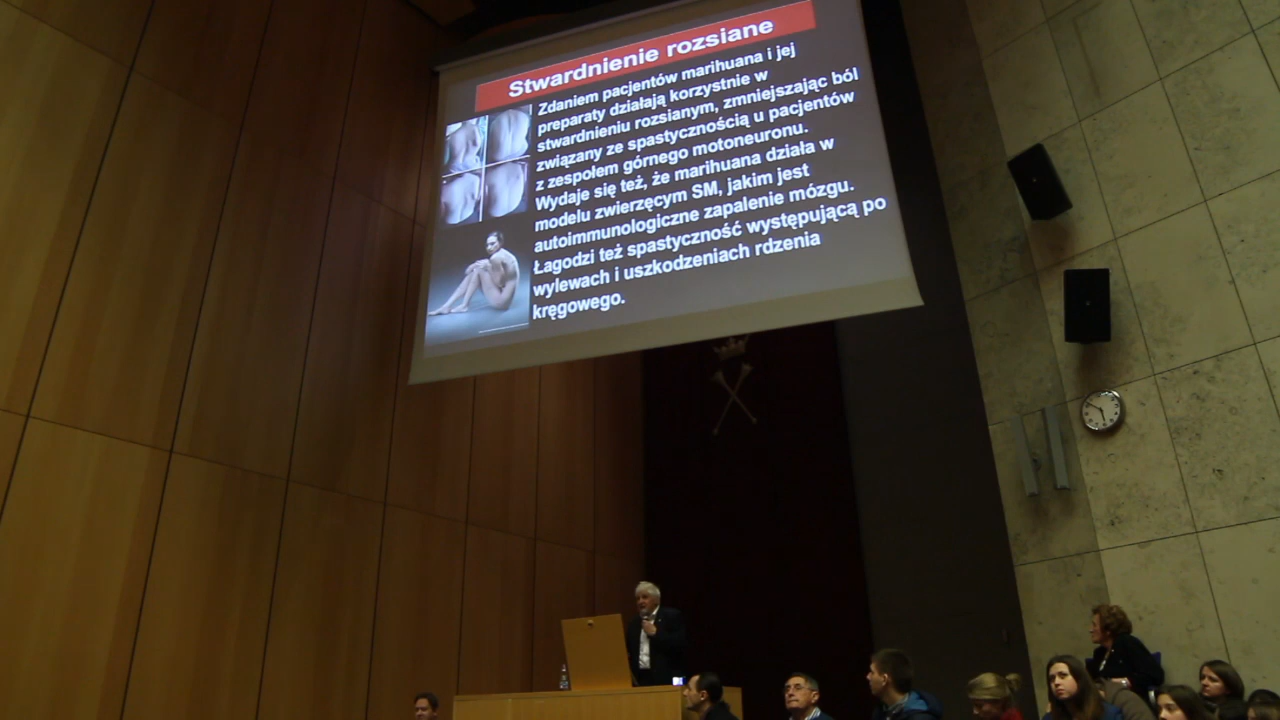 Stwardnienie rozsiane
Zdaniem pacjentów marihuana i jej
preparaty działają korzystnie w
stwardnieniu rozsianym, zmniejszając ból
związany ze spastycznością u pacjentów
z zespołem górnego motoneuronu.
Wydaje się też, że marihuana działa w
modelu zwierzęcym SM, jakim jest
autoimmunologiczne zapalenie mózgu.
Łagodzi też spastyczność występującą po
wylewach i uszkodzeniach rdzenia
kręgowego.